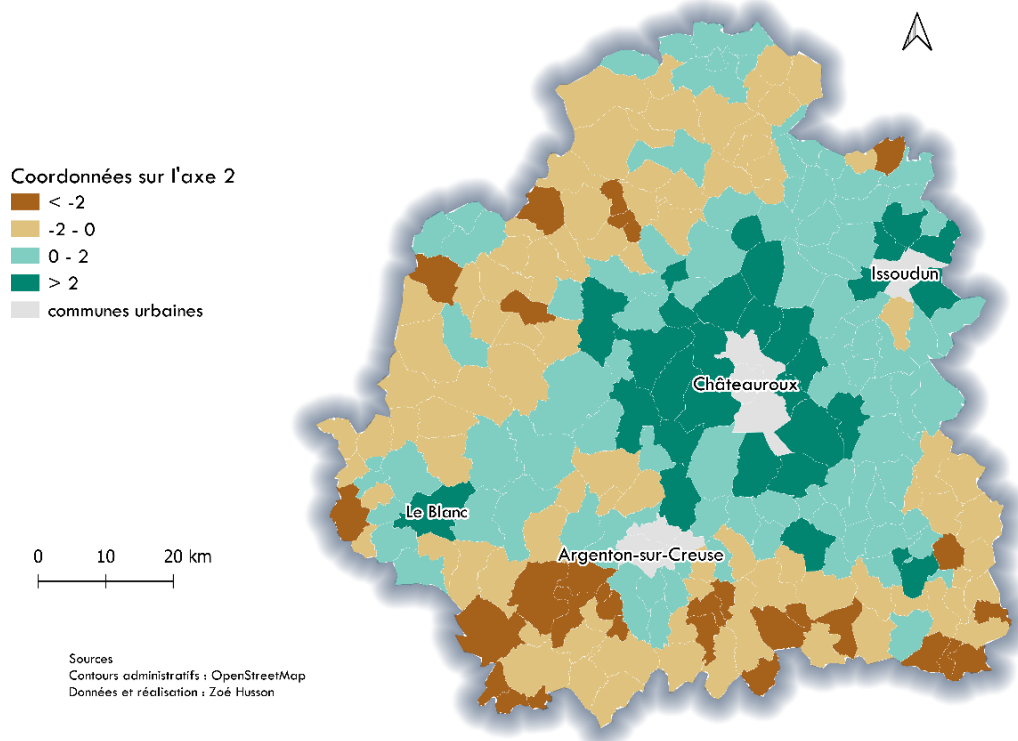 Coordonnées sur l'axe 2
< -2
-2 - 0
0 - 2
> 2
communes urbaines
Issoudun
Châteauroux
Le Blanc
Argenton-sur-Creuse
0 10 20 km
Sources
Contours administratifs : OpenStreetMap
Données et réalisation : Zoé Husson